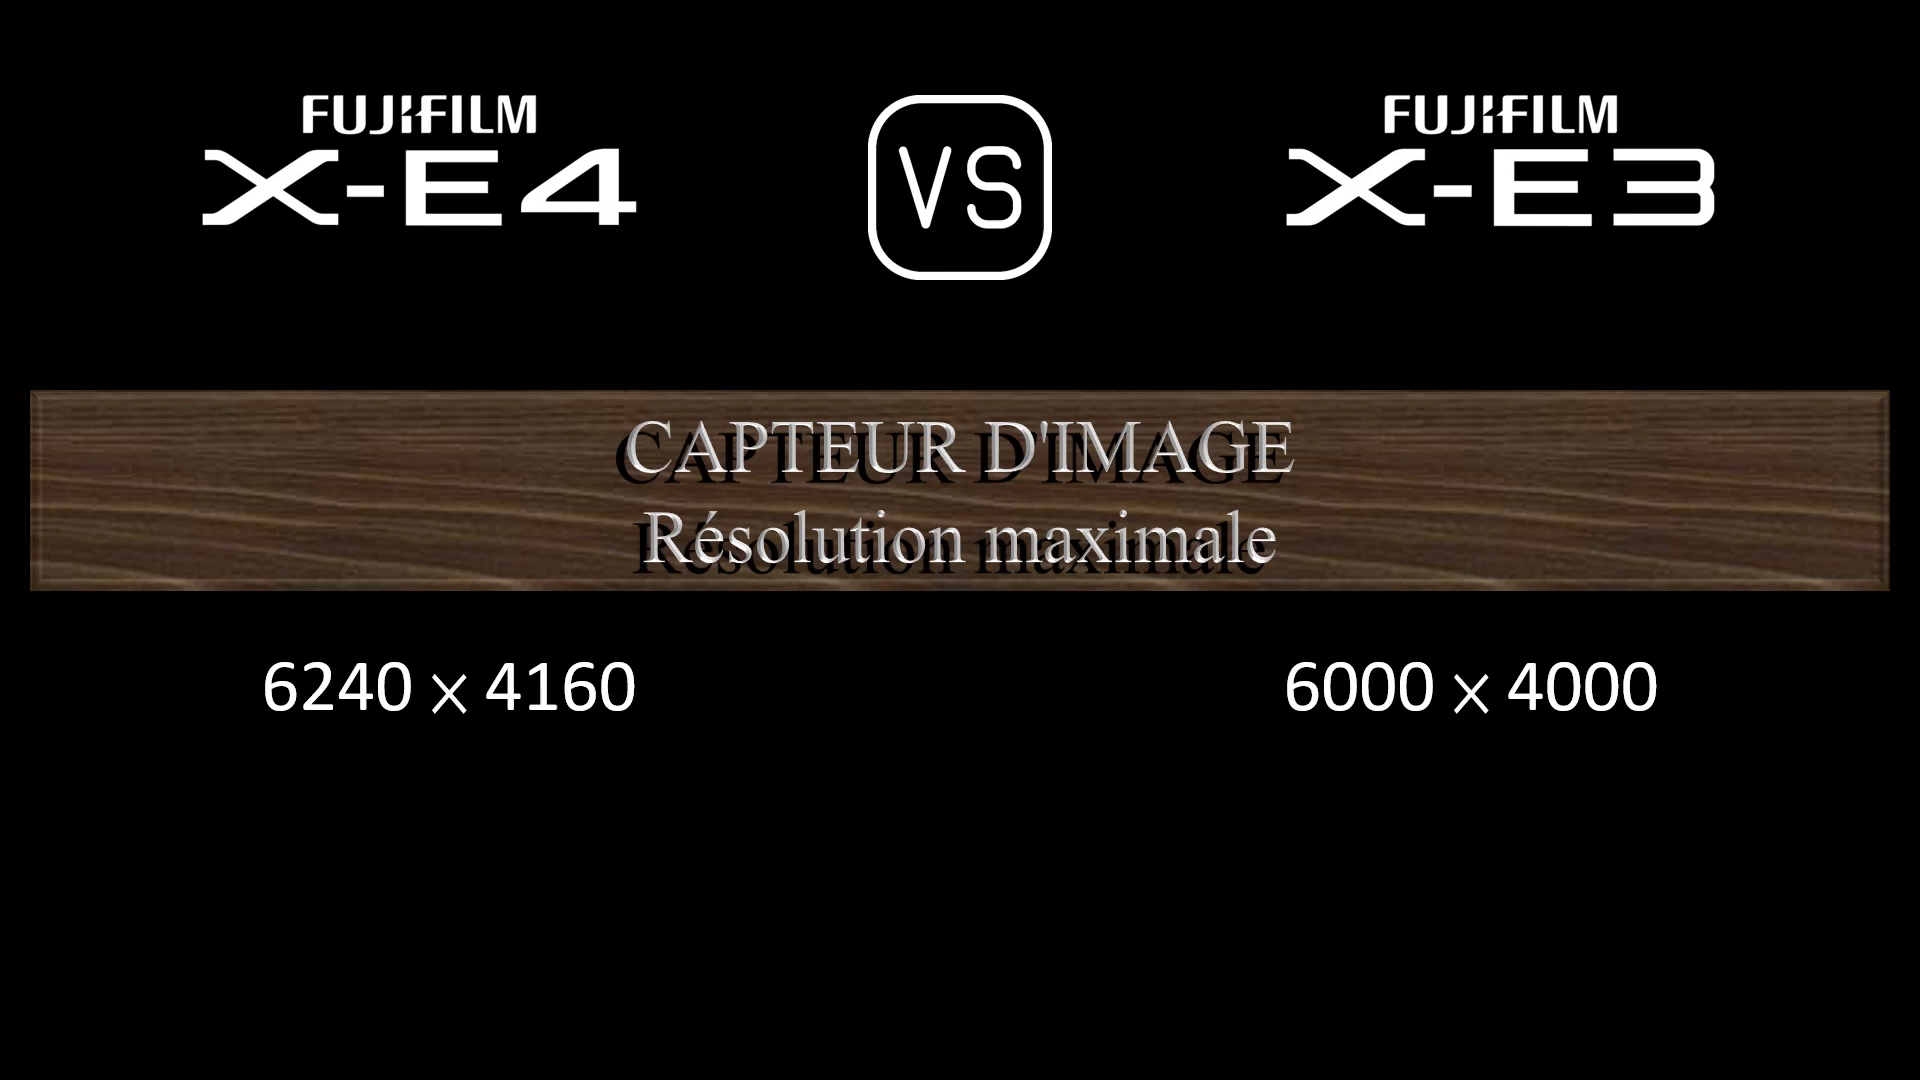 FUJIFILM
X-E4
VS
FUJIFILM
X-E3
CAPTEUR D'IMAGE
Résolution maximale
6240 x 4160
6000 x 4000